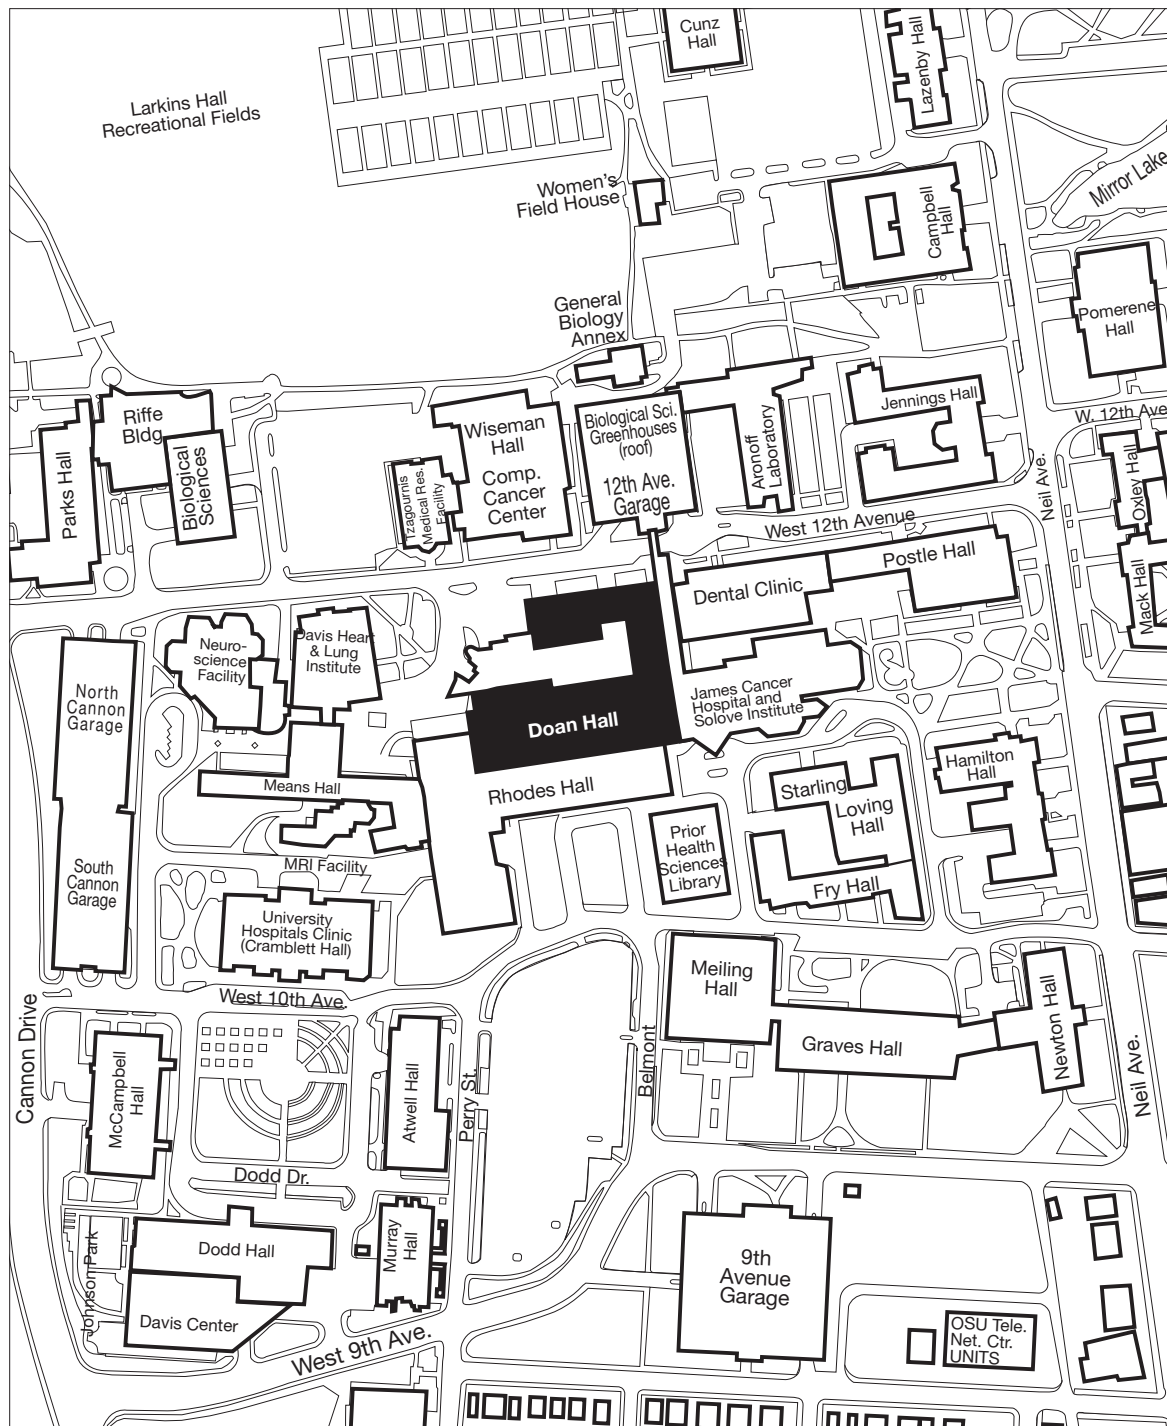 Cunz
Hall
Lazenby Hall
Larkins Hall
Recreational Fields
Mirror Lake
Women's
Field House
Campbell
Hall
General
Biology
Annex
Pomerene
Hall
Riffe
Bldg.
Parks Hall
Biological
Sciences
Wiseman
Hall
Comp.
Cancer
Center
Tzagournis
Medical Res.
Facility
Biological Sci.
Greenhouses
(roof)
12th Ave.
Garage
Aronoff
Laboratory
Jennings Hall
W. 12th Ave
Neil Ave.
Oxley Hall
West 12th Avenue
Postle Hall
Dental Clinic
Mack Hall
Neuro-
science
Facility
Davis Heart
& Lung
Institute
North
Cannon
Garage
James Cancer
Hospital and
Solove Institute
Doan Hall
Hamilton
Hall
Means Hall
Rhodes Hall
Starling
Loving
Hall
Prior
Health
Sciences
Library
MRI Facility
South
Cannon
Garage
Fry Hall
University
Hospitals Clinic
(Cramblett Hall)
Meiling
Hall
West 10th Ave.
Cannon Drive
Newton Hall
Graves Hall
Neil Ave.
McCampbell
Hall
Atwell Hall
Perry St.
Belmont
Dodd Dr.
Johnson Park
Dodd Hall
Murray
Hall
9th
Avenue
Garage
Davis Center
West 9th Ave.
OSU Tele.
Net. Ctr.
UNITS